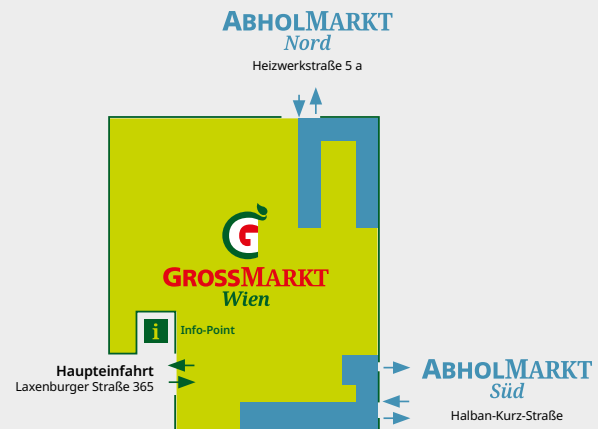 ABHOLMARKT
Nord
Heizwerkstraße 5 a
G
GROSSMARKT
Wien
i
Info-Point
Haupteinfahrt
Laxenburger Straße 365
ABHOLMARKT
Süd
Halban-Kurz-Straße